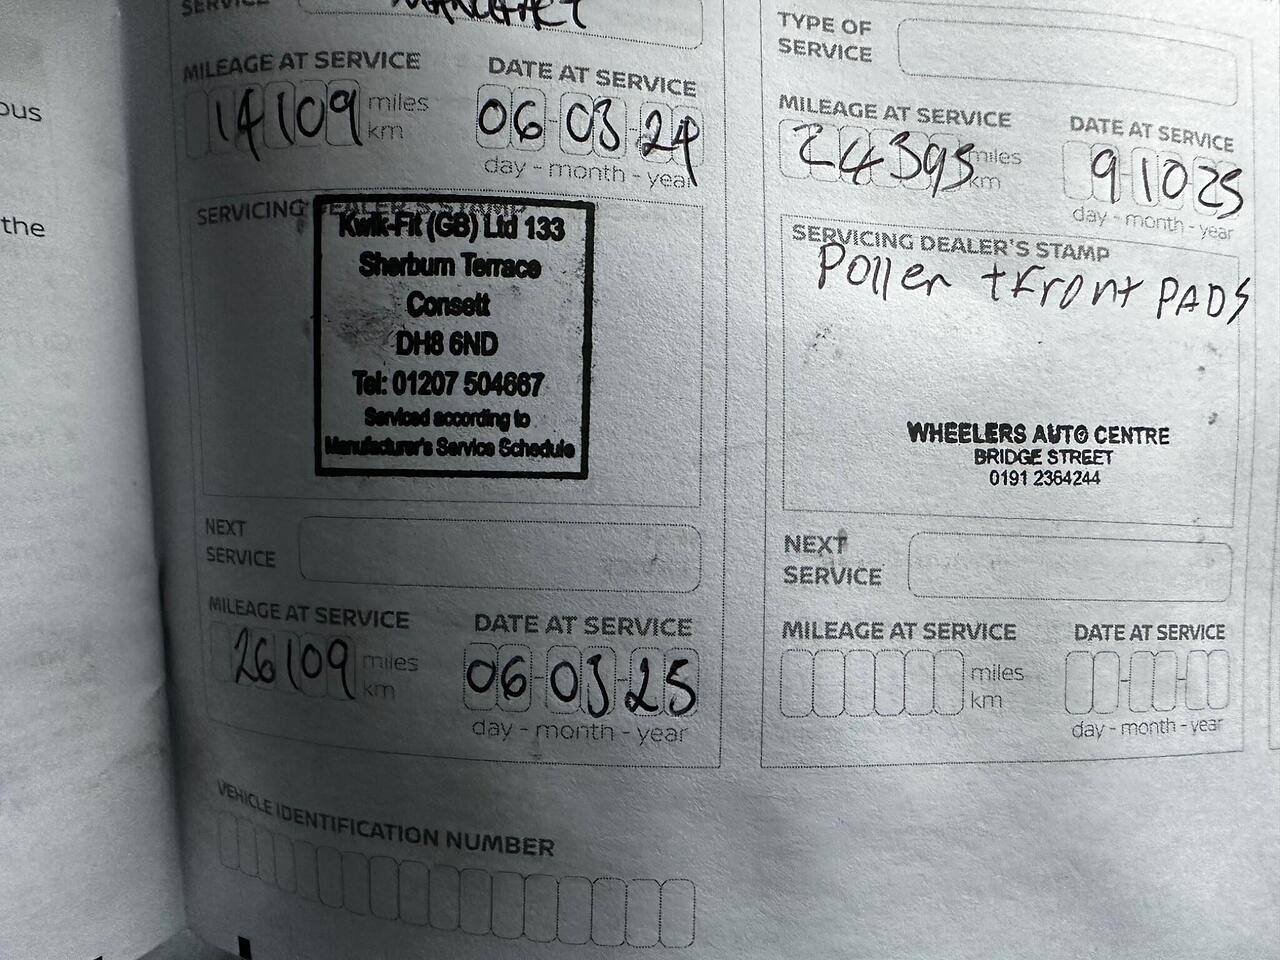 ous
the
SERVICE
MILEAGE AT SERVICE
14109 miles
km
DATE AT SERVICE
06-03-24
day - month - year
SERVICING DEALER'S STAMP
Kwik-Fit (GB) Ltd 133
Sherburn Terrace
Consett
DH8 6ND
Tel: 01207 504667
Serviced according to
Manufacturer's Service Schedule
NEXT
SERVICE
MILEAGE AT SERVICE
26109 miles
km
DATE AT SERVICE
06-03-25
day - month - year
VEHICLE IDENTIFICATION NUMBER
TYPE OF
SERVICE
MILEAGE AT SERVICE
24395 miles
km
DATE AT SERVICE
9 10 25
day - month - year
SERVICING DEALER'S STAMP
Pollen + Front PADS
WHEELERS AUTO CENTRE
BRIDGE STREET
0191 2364244
NEXT
SERVICE
MILEAGE AT SERVICE
miles
km
DATE AT SERVICE
day - month - year